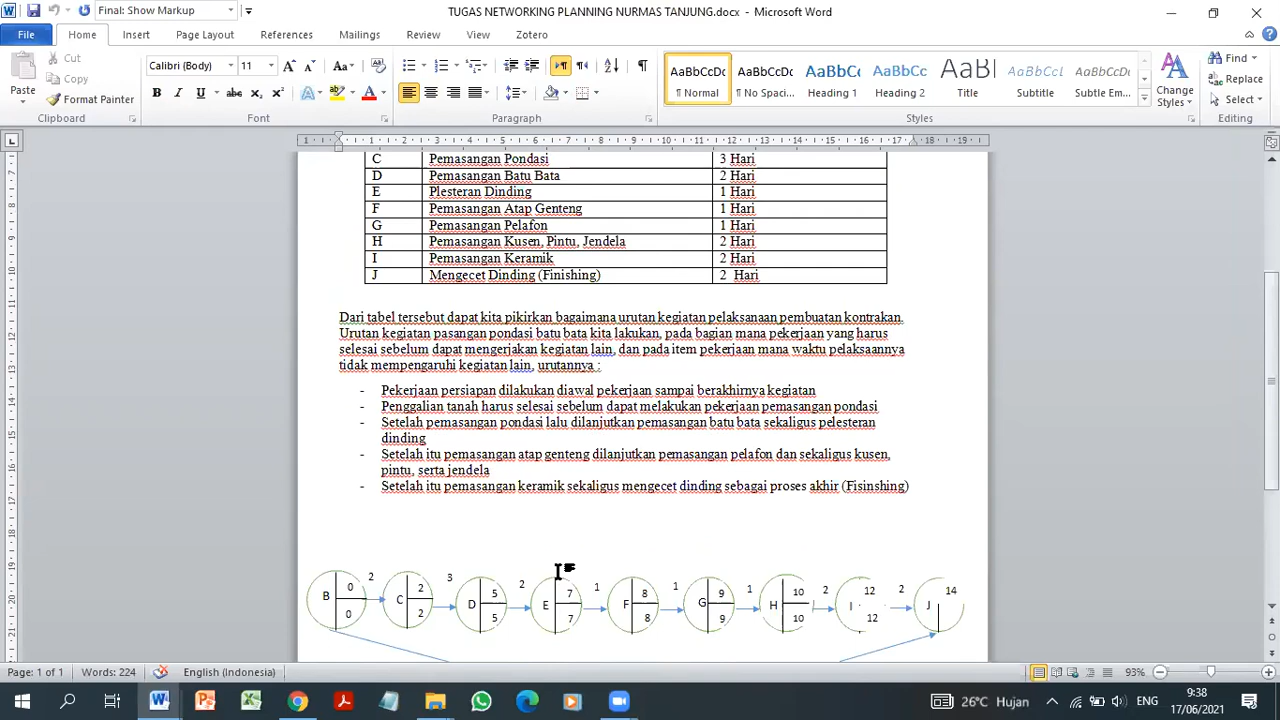 Final: Show Markup
TUGAS NETWORKING PLANNING NURMAS TANJUNG.docx - Microsoft Word
File Home Insert Page Layout References Mailings Review View Zotero
Cut
Copy
Format Painter
Paste
Clipboard
Calibri (Body) 11
Font
Paragraph
AaBbCcDc AaBbCcDc AaBbCc AaBbCc AaB AaBbCc. AaBbCcDc
¶ Normal ¶ No Spaci... Heading 1 Heading 2 Title Subtitle Subtle Em...
Styles
Change
Styles
Find
Replace
Select
Editing
C Pemasangan Pondasi 3 Hari
D Pemasangan Batu Bata 2 Hari
E Plesteran Dinding 1 Hari
F Pemasangan Atap Genteng 1 Hari
G Pemasangan Pelafon 1 Hari
H Pemasangan Kusen, Pintu, Jendela 2 Hari
I Pemasangan Keramik 2 Hari
J Mengecet Dinding (Finishing) 2 Hari
Dari tabel tersebut dapat kita pikirkan bagaimana urutan kegiatan pelaksanaan pembuatan kontrakan.
Urutan kegiatan pasangan pondasi batu bata kita lakukan, pada bagian mana pekerjaan yang harus
selesai sebelum dapat mengerjakan kegiatan lain, dan pada item pekerjaan mana waktu pelaksaannya
tidak mempengaruhi kegiatan lain, urutannya :
- Pekerjaan persiapan dilakukan diawal pekerjaan sampai berakhirnya kegiatan
- Penggalian tanah harus selesai sebelum dapat melakukan pekerjaan pemasangan pondasi
- Setelah pemasangan pondasi lalu dilanjutkan pemasangan batu bata sekaligus pelesteran
dinding
- Setelah itu pemasangan atap genteng dilanjutkan pemasangan pelafon dan sekaligus kusen,
pintu, serta jendela
- Setelah itu pemasangan keramik sekaligus mengecet dinding sebagai proses akhir (Fisinshing)
2 3 2 1 1 1 2 2
B 0 0
C 2 2
D 5 5
E 7 7
F 8 8
G 9 9
H 10 10
I 12 12
J 14
Page: 1 of 1 Words: 224 English (Indonesia) 93%
26°C Hujan ENG 9:38
17/06/2021